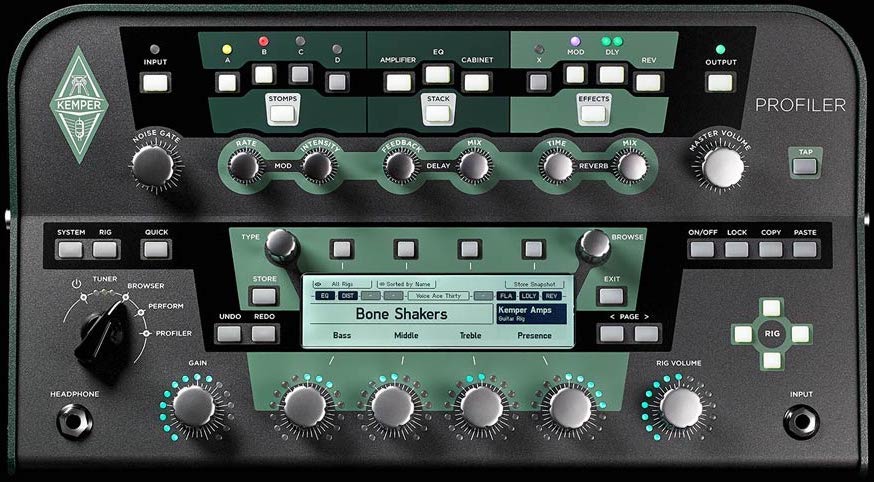 KEMPER
PROFILER
INPUT
A
B
C
D
AMPLIFIER
EQ
CABINET
X
MOD
DLY
REV
OUTPUT
STOMPS
STACK
EFFECTS
NOISE GATE
RATE
MOD
INTENSITY
FEEDBACK
DELAY
MIX
TIME
REVERB
MIX
MASTER VOLUME
TAP
SYSTEM
RIG
QUICK
TYPE
BROWSE
ON/OFF
LOCK
COPY
PASTE
STORE
EXIT
UNDO
REDO
< PAGE >
All Rigs
Sorted by Name
Store Snapshot
EQ
DIST
Voice Ace Thirty
FLA
LDLY
REV
Bone Shakers
Kemper Amps
Guitar Rig
Bass
Middle
Treble
Presence
TUNER
BROWSER
PERFORM
PROFILER
RIG
GAIN
RIG VOLUME
HEADPHONE
INPUT